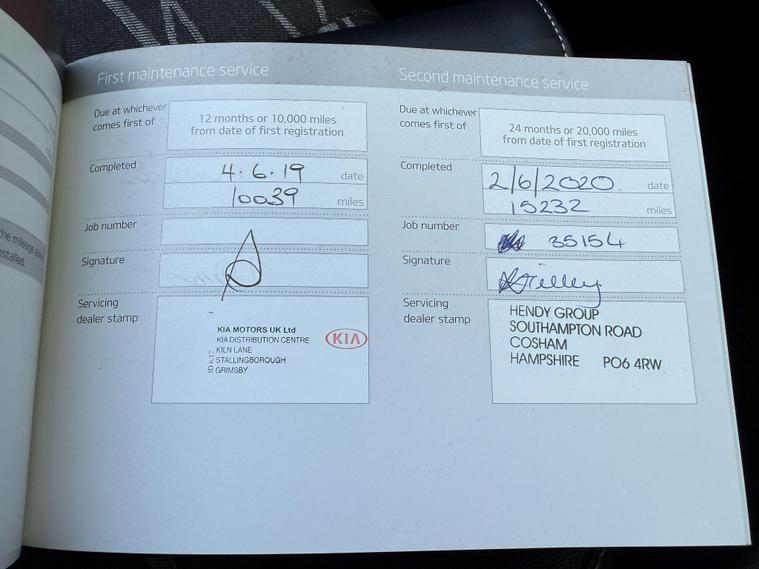 First maintenance service
Due at whichever
comes first of
12 months or 10,000 miles
from date of first registration
Completed
4.6.19 date
10039 miles
Job number
Signature
Servicing
dealer stamp
KIA MOTORS UK Ltd
KIA DISTRIBUTION CENTRE
KILN LANE
STALLINGBOROUGH
GRIMSBY
KIA
Second maintenance service
Due at whichever
comes first of
24 months or 20,000 miles
from date of first registration
Completed
2/6/2020. date
15232 miles
Job number
35154
Signature
Servicing
dealer stamp
HENDY GROUP
SOUTHAMPTON ROAD
COSHAM
HAMPSHIRE PO6 4RW
the mileage